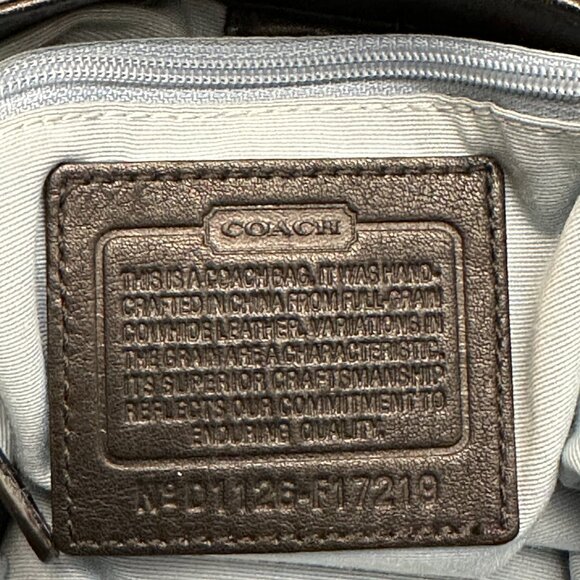 COACH
THIS IS A COACH BAG. IT WAS HAND-
CRAFTED IN CHINA FROM FULL-GRAIN
COWHIDE LEATHER. VARIATIONS IN
THE GRAIN ARE A CHARACTERISTIC.
ITS SUPERIOR CRAFTSMANSHIP
REFLECTS OUR COMMITMENT TO
ENDURING QUALITY.
Nº D1126-F17219